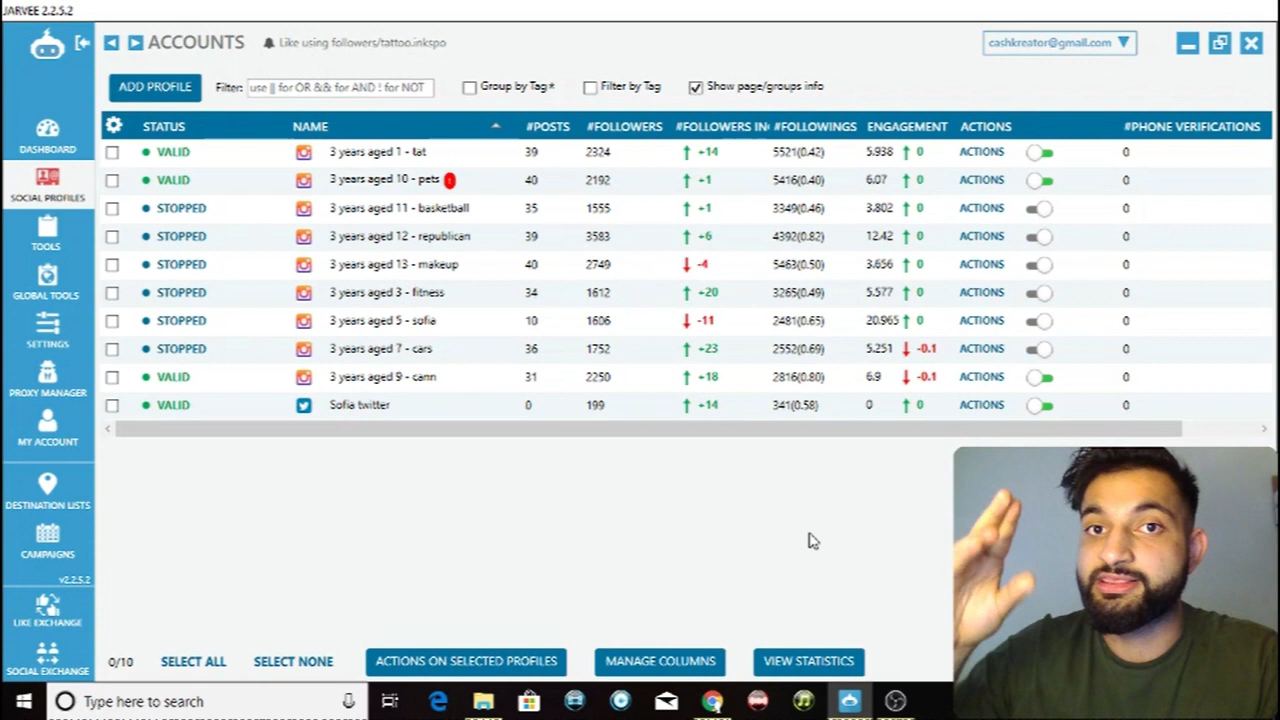 JARVEE 2.2.5.2
ACCOUNTS Like using followers/tattoo.inkspo cashkreator@gmail.com
ADD PROFILE Filter: use || for OR && for AND ! for NOT Group by Tag* Filter by Tag Show page/groups info
STATUS NAME #POSTS #FOLLOWERS #FOLLOWERS IN #FOLLOWINGS ENGAGEMENT ACTIONS #PHONE VERIFICATIONS
VALID 3 years aged 1 - tat 39 2324 +14 5521(0.42) 5.938 0 ACTIONS 0
VALID 3 years aged 10 - pets 40 2192 +1 5416(0.40) 6.07 0 ACTIONS 0
STOPPED 3 years aged 11 - basketball 35 1555 +1 3349(0.46) 3.802 0 ACTIONS 0
STOPPED 3 years aged 12 - republican 39 3583 +6 4392(0.82) 12.42 0 ACTIONS 0
STOPPED 3 years aged 13 - makeup 40 2749 -4 5463(0.50) 3.656 0 ACTIONS 0
STOPPED 3 years aged 3 - fitness 34 1612 +20 3265(0.49) 5.577 0 ACTIONS 0
STOPPED 3 years aged 5 - sofia 10 1606 -11 2481(0.65) 20.965 0 ACTIONS 0
STOPPED 3 years aged 7 - cars 36 1752 +23 2552(0.69) 5.251 -0.1 ACTIONS 0
VALID 3 years aged 9 - cann 31 2250 +18 2816(0.80) 6.9 -0.1 ACTIONS 0
VALID Sofia twitter 0 199 +14 341(0.58) 0 0 ACTIONS 0
DASHBOARD
SOCIAL PROFILES
TOOLS
GLOBAL TOOLS
SETTINGS
PROXY MANAGER
MY ACCOUNT
DESTINATION LISTS
CAMPAIGNS
v2.2.5.2
LIKE EXCHANGE
SOCIAL EXCHANGE
0/10 SELECT ALL SELECT NONE ACTIONS ON SELECTED PROFILES MANAGE COLUMNS VIEW STATISTICS
Type here to search